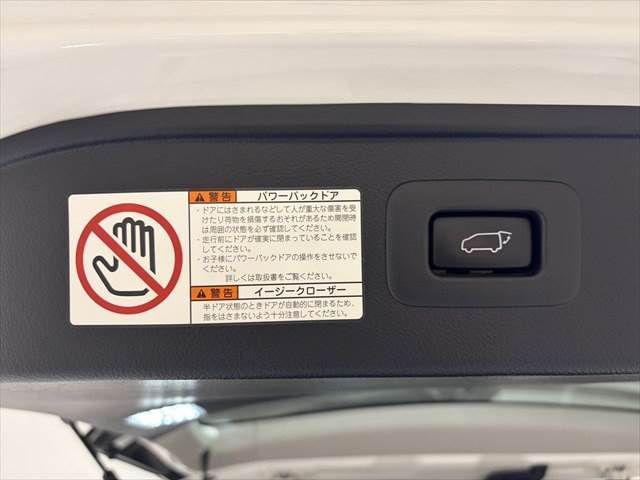 警告 パワーバックドア
・ドアにはさまれるなどして人が重大な傷害を受
けたり荷物を損傷するおそれがあるため開閉時
は周囲の状態を必ず確認してください。
・走行前にドアが確実に閉まっていることを確認
してください。
・お子様にパワーバックドアの操作をさせないで
ください。
詳しくは取扱書をご覧ください。
警告 イージークローザー
半ドア状態のときドアが自動的に閉まるため、
指をはさまないよう十分注意してください。